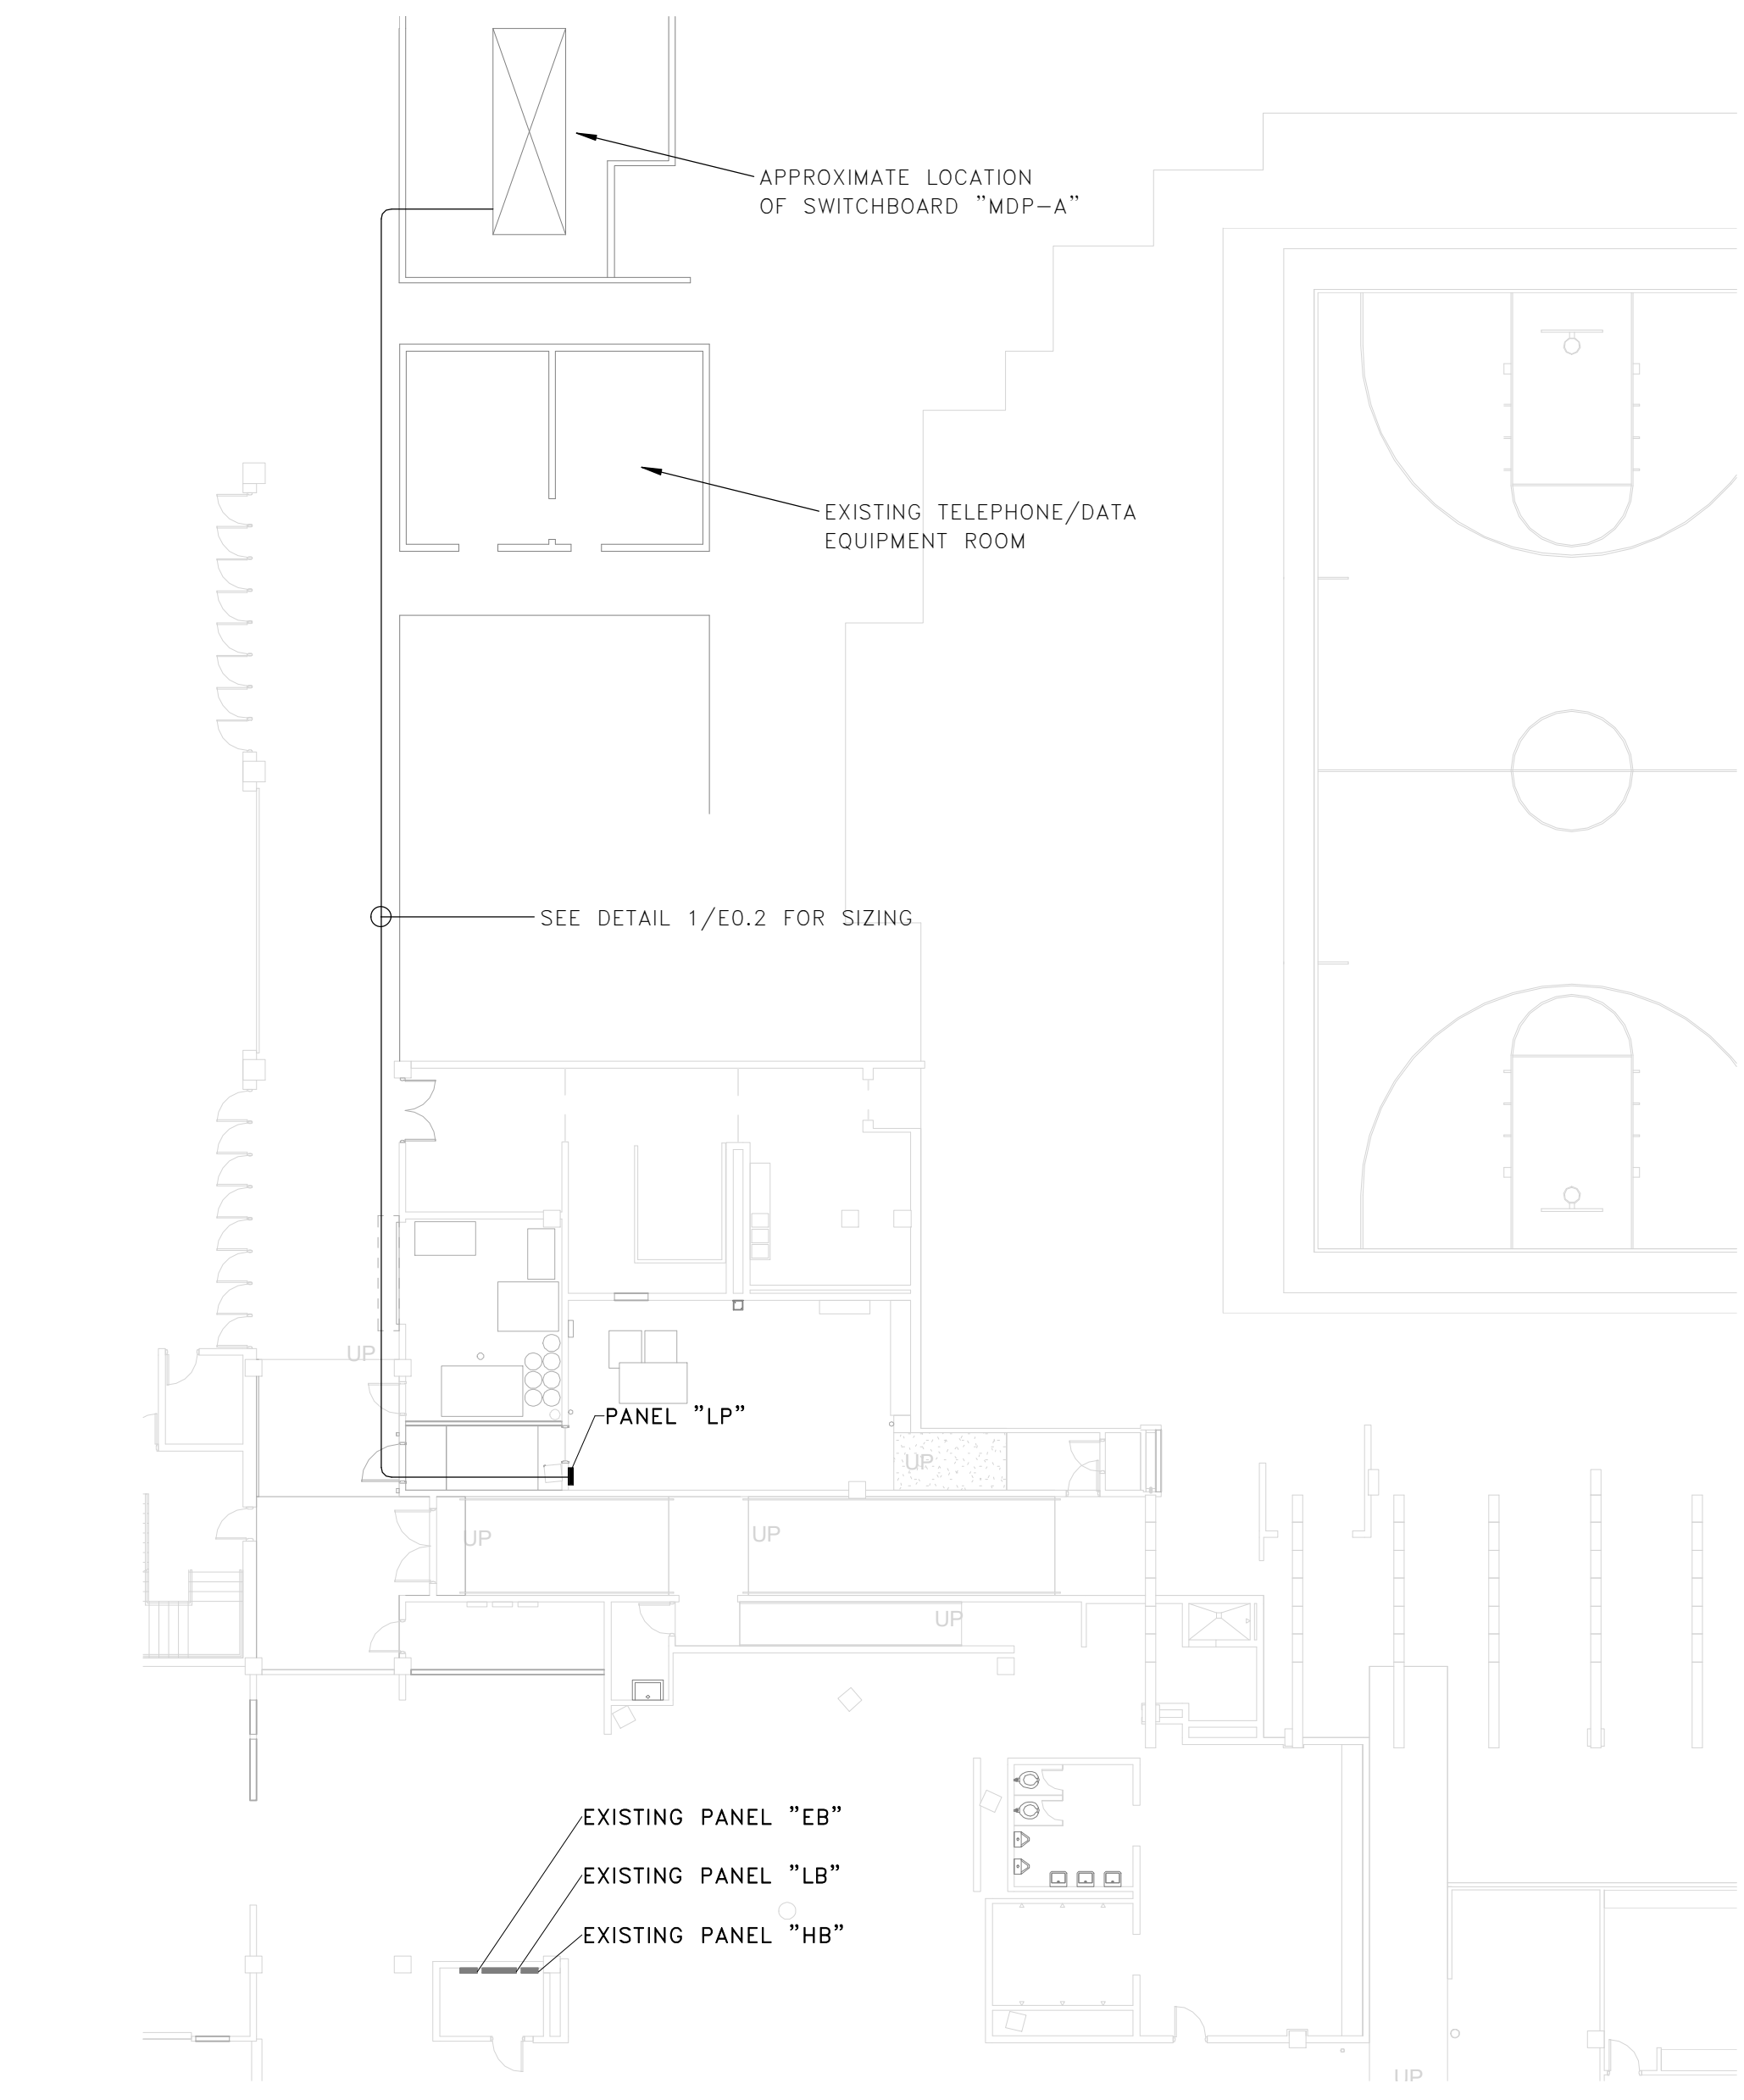 APPROXIMATE LOCATION
OF SWITCHBOARD "MDP-A"
EXISTING TELEPHONE/DATA
EQUIPMENT ROOM
SEE DETAIL 1/E0.2 FOR SIZING
UP
PANEL "LP"
UP
UP
UP
UP
EXISTING PANEL "EB"
EXISTING PANEL "LB"
EXISTING PANEL "HB"
UP